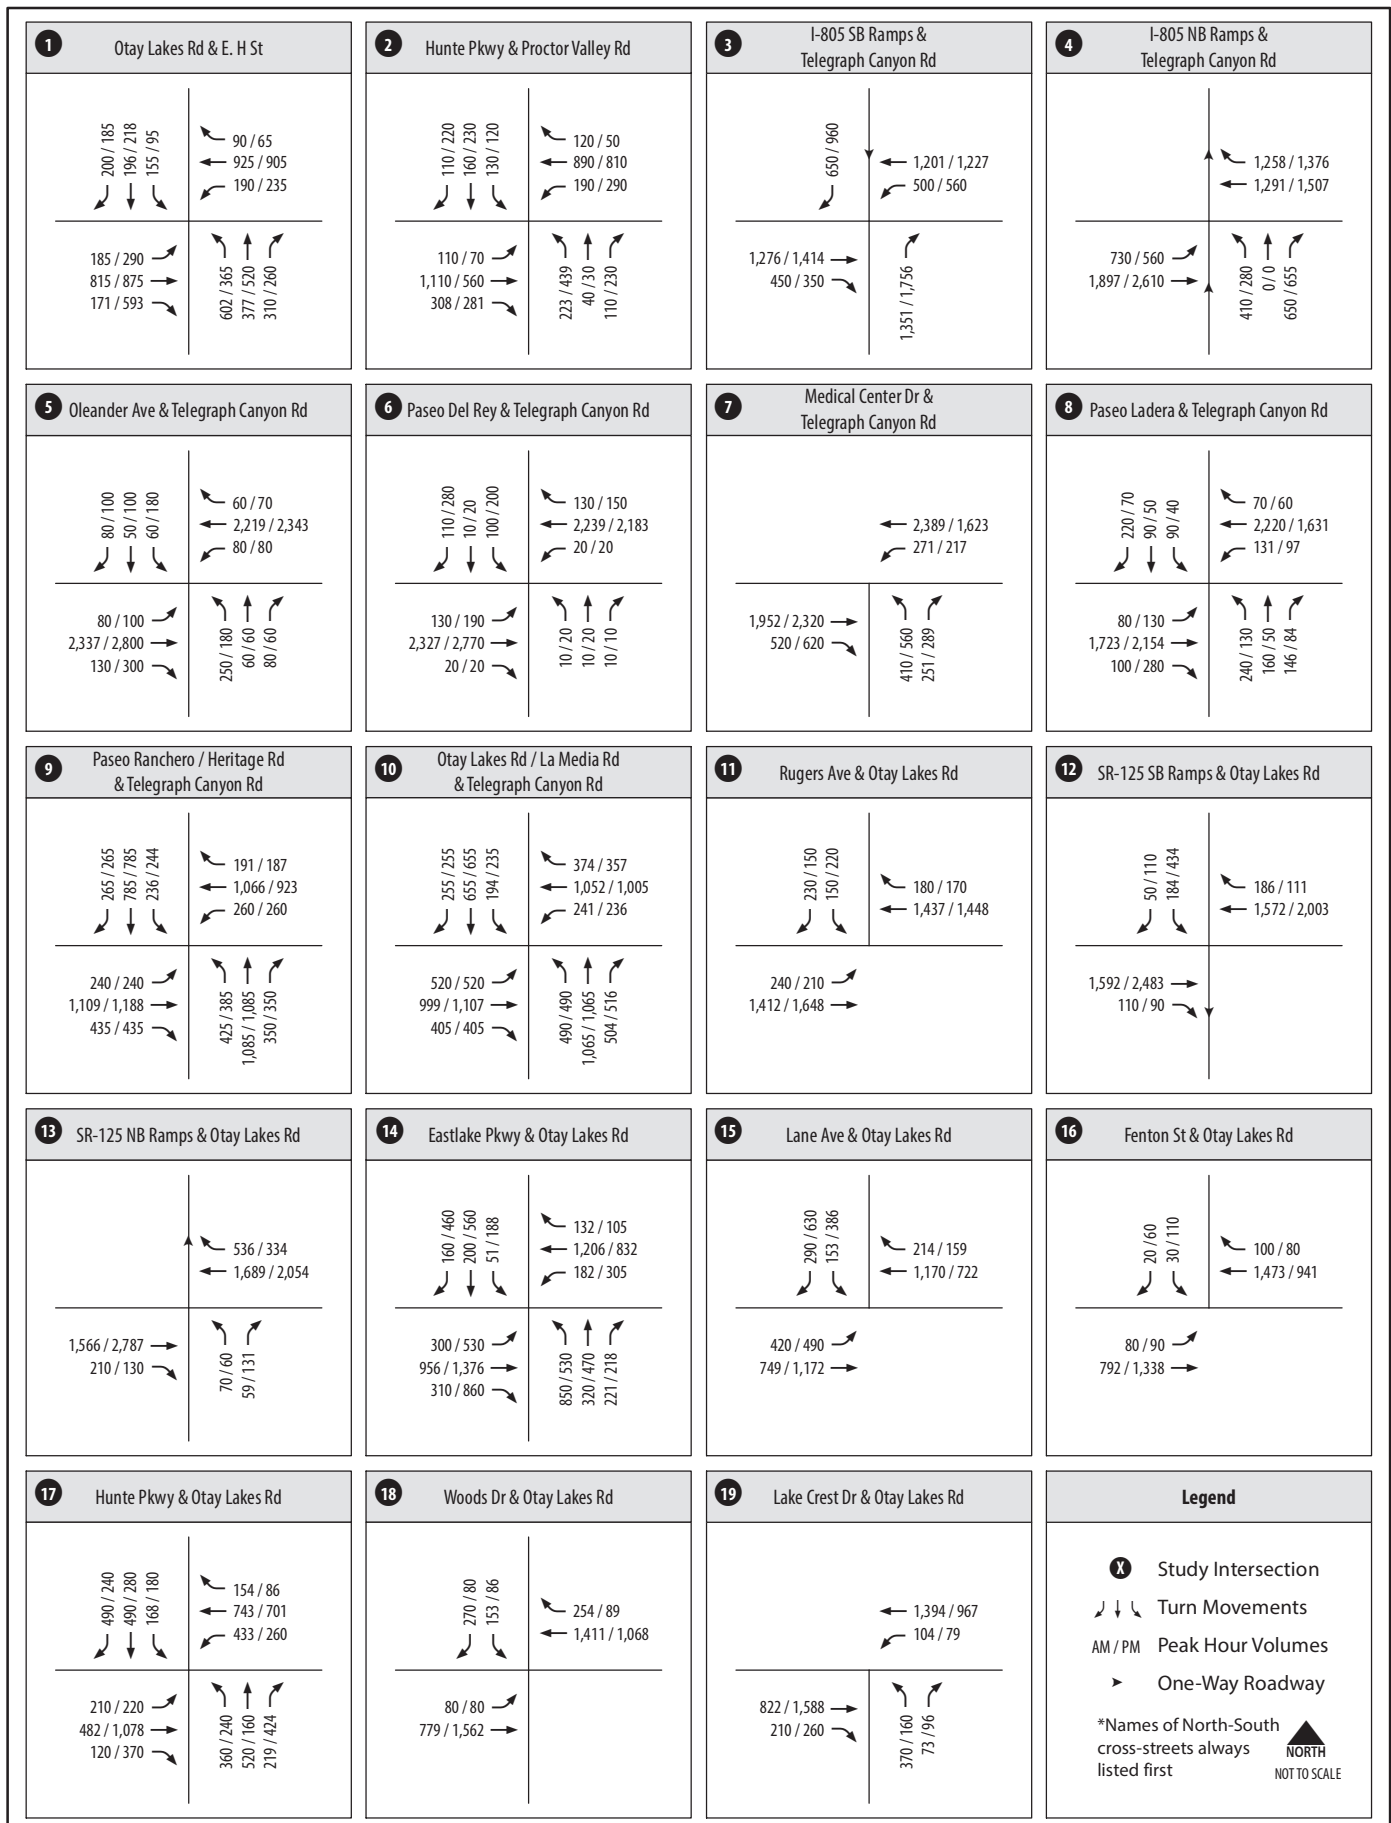 1
Otay Lakes Rd & E. H St
200 / 185
196 / 218
155 / 95
90 / 65
925 / 905
190 / 235
185 / 290
815 / 875
171 / 593
602 / 365
377 / 520
310 / 260
2
Hunte Pkwy & Proctor Valley Rd
110 / 220
160 / 230
130 / 120
120 / 50
890 / 810
190 / 290
110 / 70
1,110 / 560
308 / 281
223 / 439
40 / 30
110 / 230
3
I-805 SB Ramps &
Telegraph Canyon Rd
650 / 960
1,201 / 1,227
500 / 560
1,276 / 1,414
450 / 350
1,351 / 1,756
4
I-805 NB Ramps &
Telegraph Canyon Rd
1,258 / 1,376
1,291 / 1,507
730 / 560
1,897 / 2,610
410 / 280
0 / 0
650 / 655
5
Oleander Ave & Telegraph Canyon Rd
80 / 100
50 / 100
60 / 180
60 / 70
2,219 / 2,343
80 / 80
80 / 100
2,337 / 2,800
130 / 300
250 / 180
60 / 60
80 / 60
6
Paseo Del Rey & Telegraph Canyon Rd
110 / 280
10 / 20
100 / 200
130 / 150
2,239 / 2,183
20 / 20
130 / 190
2,327 / 2,770
20 / 20
10 / 20
10 / 20
10 / 10
7
Medical Center Dr &
Telegraph Canyon Rd
2,389 / 1,623
271 / 217
1,952 / 2,320
520 / 620
410 / 560
251 / 289
8
Paseo Ladera & Telegraph Canyon Rd
220 / 70
90 / 50
90 / 40
70 / 60
2,220 / 1,631
131 / 97
80 / 130
1,723 / 2,154
100 / 280
240 / 130
160 / 50
146 / 84
9
Paseo Ranchero / Heritage Rd
& Telegraph Canyon Rd
265 / 265
785 / 785
236 / 244
191 / 187
1,066 / 923
260 / 260
240 / 240
1,109 / 1,188
435 / 435
425 / 385
1,085 / 1,085
350 / 350
10
Otay Lakes Rd / La Media Rd
& Telegraph Canyon Rd
255 / 255
655 / 655
194 / 235
374 / 357
1,052 / 1,005
241 / 236
520 / 520
999 / 1,107
405 / 405
490 / 490
1,065 / 1,065
504 / 516
11
Rugers Ave & Otay Lakes Rd
230 / 150
150 / 220
180 / 170
1,437 / 1,448
240 / 210
1,412 / 1,648
12
SR-125 SB Ramps & Otay Lakes Rd
50 / 110
184 / 434
186 / 111
1,572 / 2,003
1,592 / 2,483
110 / 90
13
SR-125 NB Ramps & Otay Lakes Rd
536 / 334
1,689 / 2,054
1,566 / 2,787
210 / 130
70 / 60
59 / 131
14
Eastlake Pkwy & Otay Lakes Rd
160 / 460
200 / 560
51 / 188
132 / 105
1,206 / 832
182 / 305
300 / 530
956 / 1,376
310 / 860
850 / 530
320 / 470
221 / 218
15
Lane Ave & Otay Lakes Rd
290 / 630
153 / 386
214 / 159
1,170 / 722
420 / 490
749 / 1,172
16
Fenton St & Otay Lakes Rd
20 / 60
30 / 110
100 / 80
1,473 / 941
80 / 90
792 / 1,338
17
Hunte Pkwy & Otay Lakes Rd
490 / 240
490 / 280
168 / 180
154 / 86
743 / 701
433 / 260
210 / 220
482 / 1,078
120 / 370
360 / 240
520 / 160
219 / 424
18
Woods Dr & Otay Lakes Rd
270 / 80
153 / 86
254 / 89
1,411 / 1,068
80 / 80
779 / 1,562
19
Lake Crest Dr & Otay Lakes Rd
1,394 / 967
104 / 79
822 / 1,588
210 / 260
370 / 160
73 / 96
Legend
X Study Intersection
Turn Movements
AM / PM Peak Hour Volumes
One-Way Roadway
*Names of North-South
cross-streets always
listed first
NORTH
NOT TO SCALE